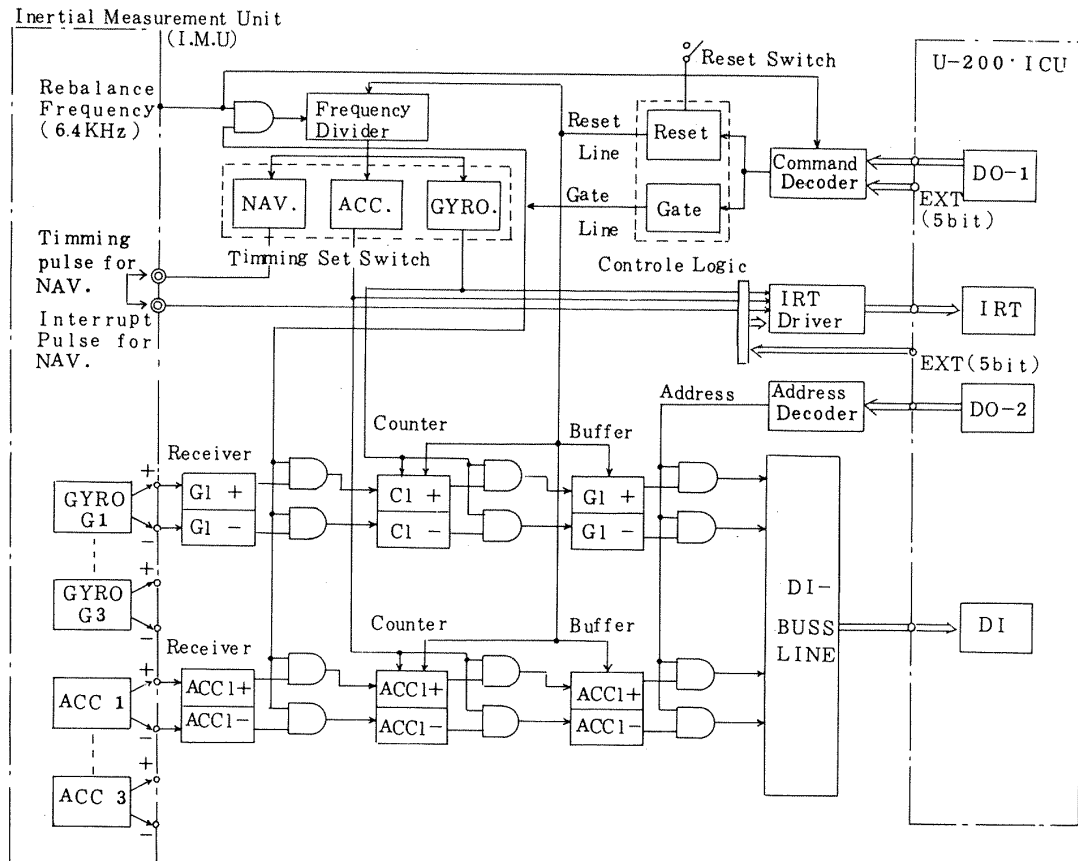 Inertial Measurement Unit
(I.M.U)
Rebalance
Frequency
(6.4KHz)
Frequency
Divider
NAV.
ACC.
GYRO.
Timming Set Switch
Reset Switch
Reset
Line
Reset
Gate
Line
Gate
Controle Logic
Command
Decoder
U-200·ICU
DO-1
EXT
(5bit)
Timming
pulse for
NAV.
Interrupt
Pulse for
NAV.
IRT
Driver
IRT
EXT(5bit)
Address
Address
Decoder
DO-2
Receiver
Counter
Buffer
GYRO
G1
+
−
G1 +
G1 −
C1 +
C1 −
G1 +
G1 −
GYRO
G3
+
−
DI-
BUSS
LINE
DI
Receiver
Counter
Buffer
ACC 1
+
−
ACC1+
ACC1−
ACC1+
ACC1−
ACC1+
ACC1−
ACC 3
+
−